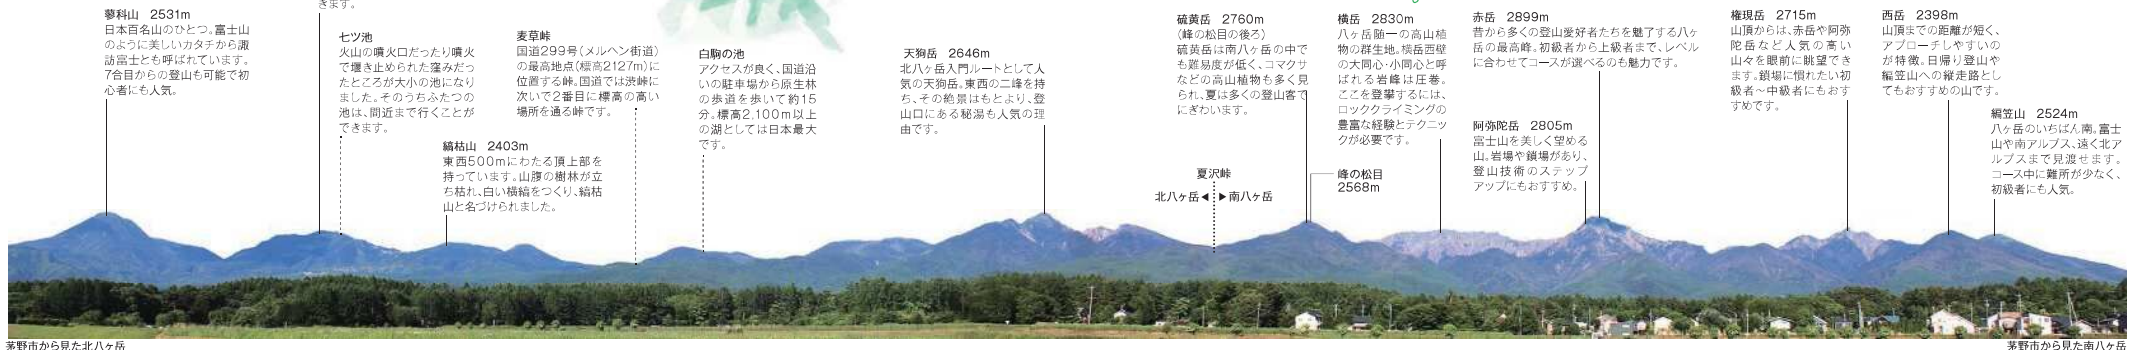 きます。
蓼科山　2531m
日本百名山のひとつ。富士山
のように美しいカタチから諏
訪富士とも呼ばれています。
7合目からの登山も可能で初
心者にも人気。
七ツ池
火山の噴火口だったり噴火
で堰き止められた窪みだっ
たところが大小の池になり
ました。そのうちふたつの
池は、間近まで行くことが
できます。
縞枯山　2403m
東西500mにわたる頂上部を
持っています。山腹の樹林が立
ち枯れ、白い横縞をつくり、縞枯
山と名づけられました。
麦草峠
国道299号(メルヘン街道)
の最高地点(標高2127m)に
位置する峠。国道では渋峠に
次いで2番目に標高の高い
場所を通る峠です。
白駒の池
アクセスが良く、国道沿
いの駐車場から原生林
の歩道を歩いて約15
分。標高2,100m以上
の湖としては日本最大
です。
天狗岳　2646m
北八ヶ岳入門ルートとして人
気の天狗岳。東西の二峰を持
ち、その絶景はもとより、登
山口にある秘湯も人気の理
由です。
夏沢峠
北八ヶ岳◀ ▶南八ヶ岳
硫黄岳　2760m
(峰の松目の後ろ)
硫黄岳は南八ヶ岳の中で
も難易度が低く、コマクサ
などの高山植物も多く見
られ、夏は多くの登山客で
にぎわいます。
峰の松目
2568m
横岳　2830m
八ヶ岳随一の高山植
物の群生地。横岳西壁
の大同心・小同心と呼
ばれる岩峰は圧巻。
ここを登攀するには、
ロッククライミングの
豊富な経験とテクニッ
クが必要です。
赤岳　2899m
昔から多くの登山愛好者たちを魅了する八ヶ
岳の最高峰。初級者から上級者まで、レベル
に合わせてコースが選べるのも魅力です。
阿弥陀岳　2805m
富士山を美しく望める
山。岩場や鎖場があり、
登山技術のステップ
アップにもおすすめ。
権現岳　2715m
山頂からは、赤岳や阿弥
陀岳など人気の高い
山々を眼前に眺望でき
ます。鎖場に慣れたい初
級者〜中級者にもおす
すめです。
西岳　2398m
山頂までの距離が短く、
アプローチしやすいの
が特徴。日帰り登山や
編笠山への縦走路とし
てもおすすめの山です。
編笠山　2524m
八ヶ岳のいちばん南。富士
山や南アルプス、遠く北ア
ルプスまで見渡せます。
コース中に難所が少なく、
初級者にも人気。
茅野市から見た北八ヶ岳
茅野市から見た南八ヶ岳